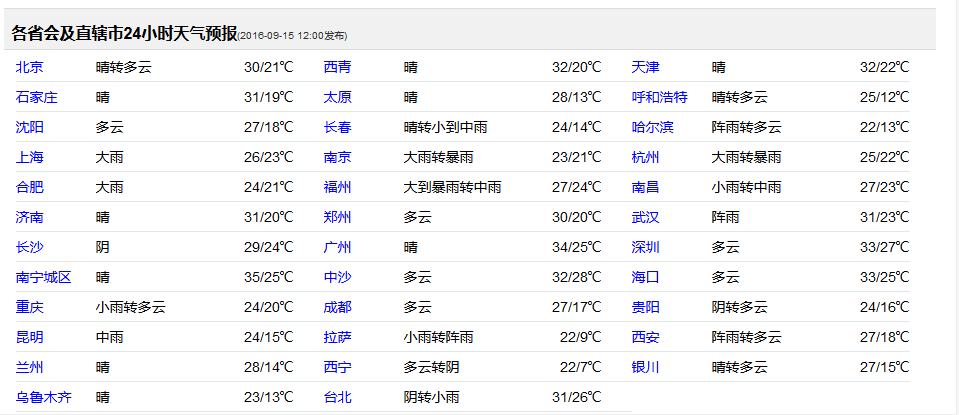 各省会及直辖市24小时天气预报(2016-09-15 12:00发布)
北京 晴转多云 30/21℃ 西青 晴 32/20℃ 天津 晴 32/22℃
石家庄 晴 31/19℃ 太原 晴 28/13℃ 呼和浩特 晴转多云 25/12℃
沈阳 多云 27/18℃ 长春 晴转小到中雨 24/14℃ 哈尔滨 阵雨转多云 22/13℃
上海 大雨 26/23℃ 南京 大雨转暴雨 23/21℃ 杭州 大雨转暴雨 25/22℃
合肥 大雨 24/21℃ 福州 大到暴雨转中雨 27/24℃ 南昌 小雨转中雨 27/23℃
济南 晴 31/20℃ 郑州 多云 30/20℃ 武汉 阵雨 31/23℃
长沙 阴 29/24℃ 广州 晴 34/25℃ 深圳 多云 33/27℃
南宁城区 晴 35/25℃ 中沙 多云 32/28℃ 海口 多云 33/25℃
重庆 小雨转多云 24/20℃ 成都 多云 27/17℃ 贵阳 阴转多云 24/16℃
昆明 中雨 24/15℃ 拉萨 小雨转阵雨 22/9℃ 西安 阵雨转多云 27/18℃
兰州 晴 28/14℃ 西宁 多云转阴 22/7℃ 银川 晴转多云 27/15℃
乌鲁木齐 晴 23/13℃ 台北 阴转小雨 31/26℃